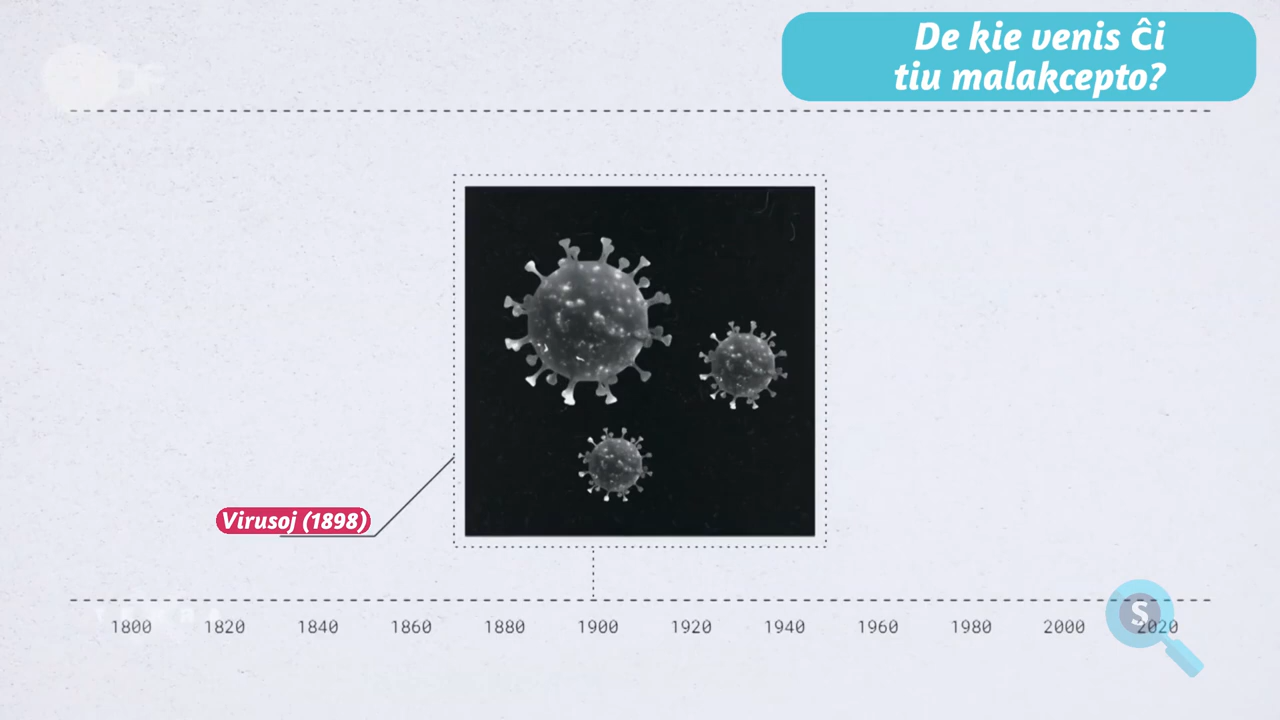 De kie venis ĉi
tiu malakcepto?
Virusoj (1898)
1800 1820 1840 1860 1880 1900 1920 1940 1960 1980 2000 2020
S